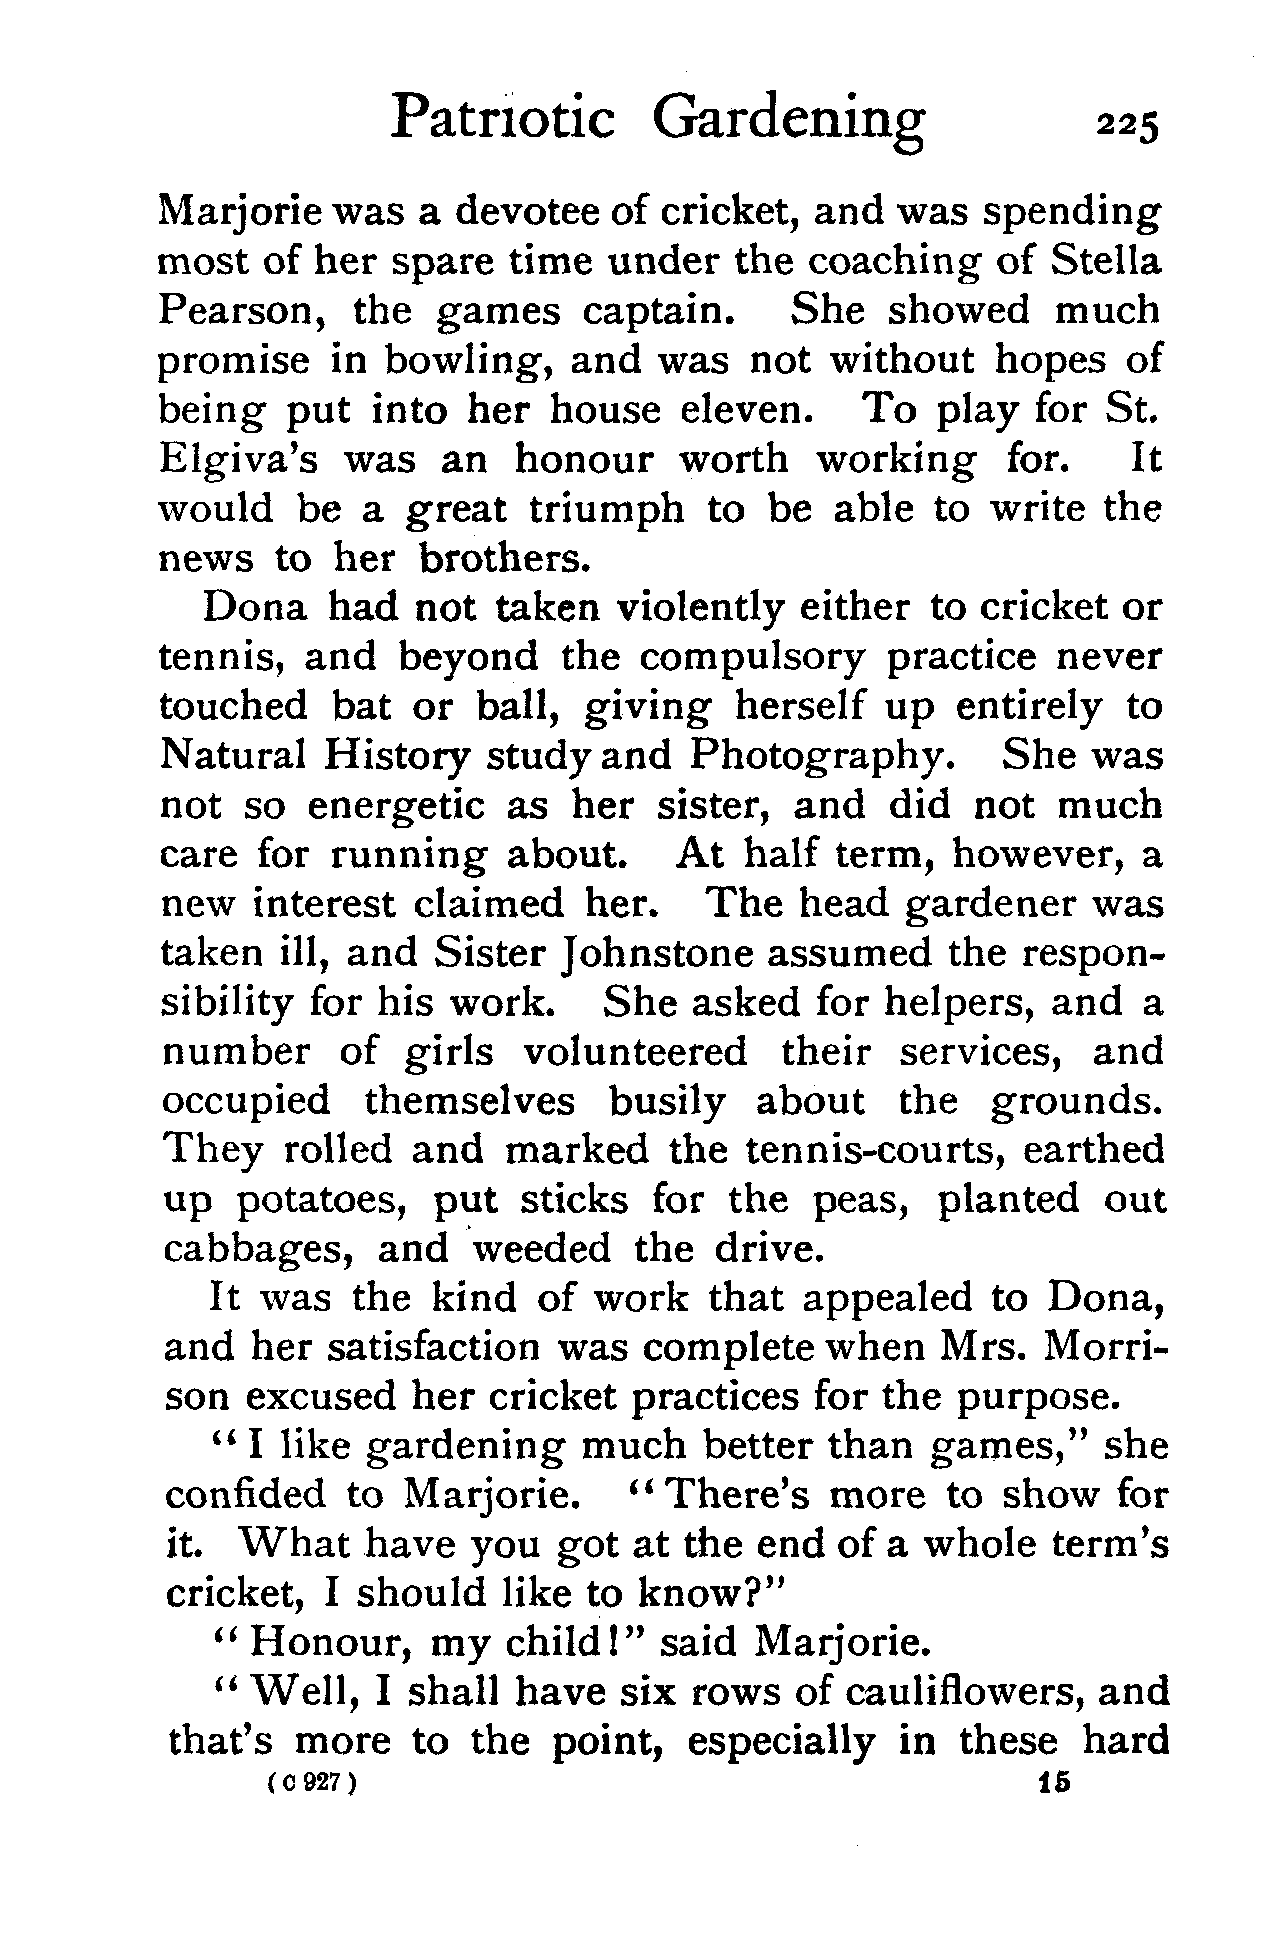 Patriotic Gardening 225
Marjorie was a devotee of cricket, and was spending
most of her spare time under the coaching of Stella
Pearson, the games captain. She showed much
promise in bowling, and was not without hopes of
being put into her house eleven. To play for St.
Elgiva's was an honour worth working for. It
would be a great triumph to be able to write the
news to her brothers.
Dona had not taken violently either to cricket or
tennis, and beyond the compulsory practice never
touched bat or ball, giving herself up entirely to
Natural History study and Photography. She was
not so energetic as her sister, and did not much
care for running about. At half term, however, a
new interest claimed her. The head gardener was
taken ill, and Sister Johnstone assumed the respon-
sibility for his work. She asked for helpers, and a
number of girls volunteered their services, and
occupied themselves busily about the grounds.
They rolled and marked the tennis-courts, earthed
up potatoes, put sticks for the peas, planted out
cabbages, and weeded the drive.
It was the kind of work that appealed to Dona,
and her satisfaction was complete when Mrs. Morri-
son excused her cricket practices for the purpose.
"I like gardening much better than games," she
confided to Marjorie. "There's more to show for
it. What have you got at the end of a whole term's
cricket, I should like to know?"
"Honour, my child!" said Marjorie.
"Well, I shall have six rows of cauliflowers, and
that's more to the point, especially in these hard
(C 927) 15